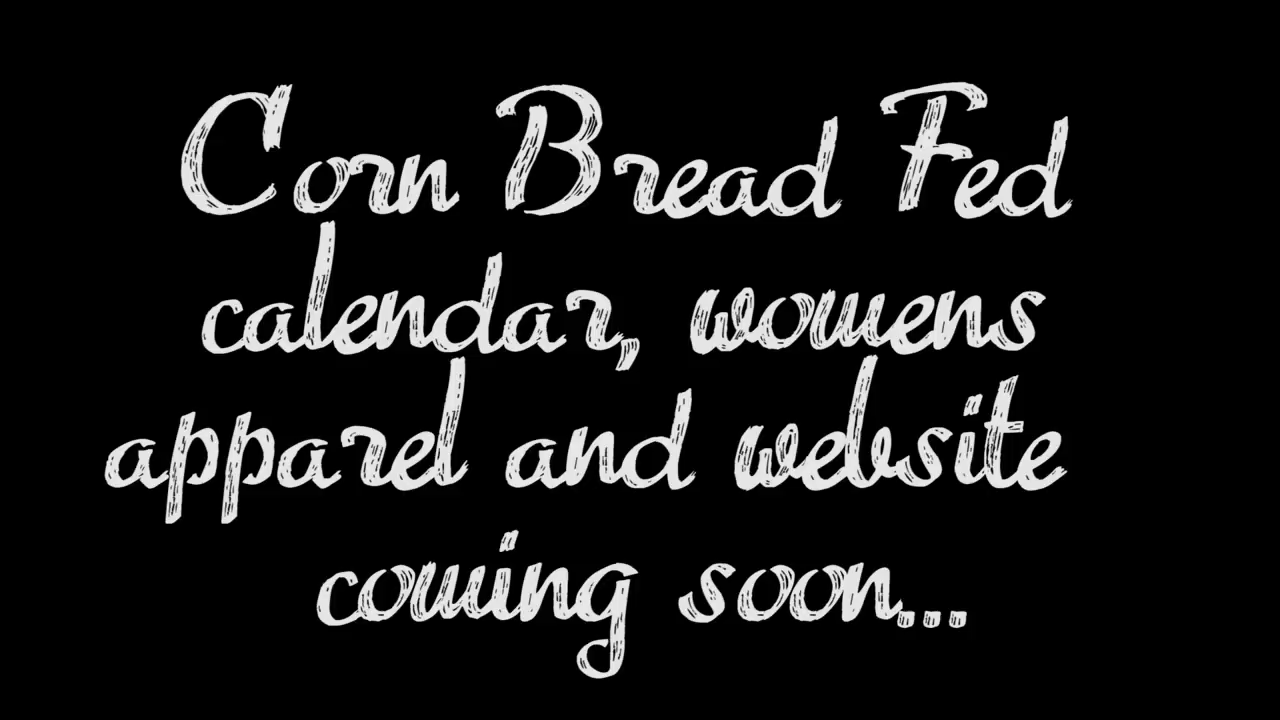 Corn Bread Fed
calendar, womens
apparel and website
coming soon...